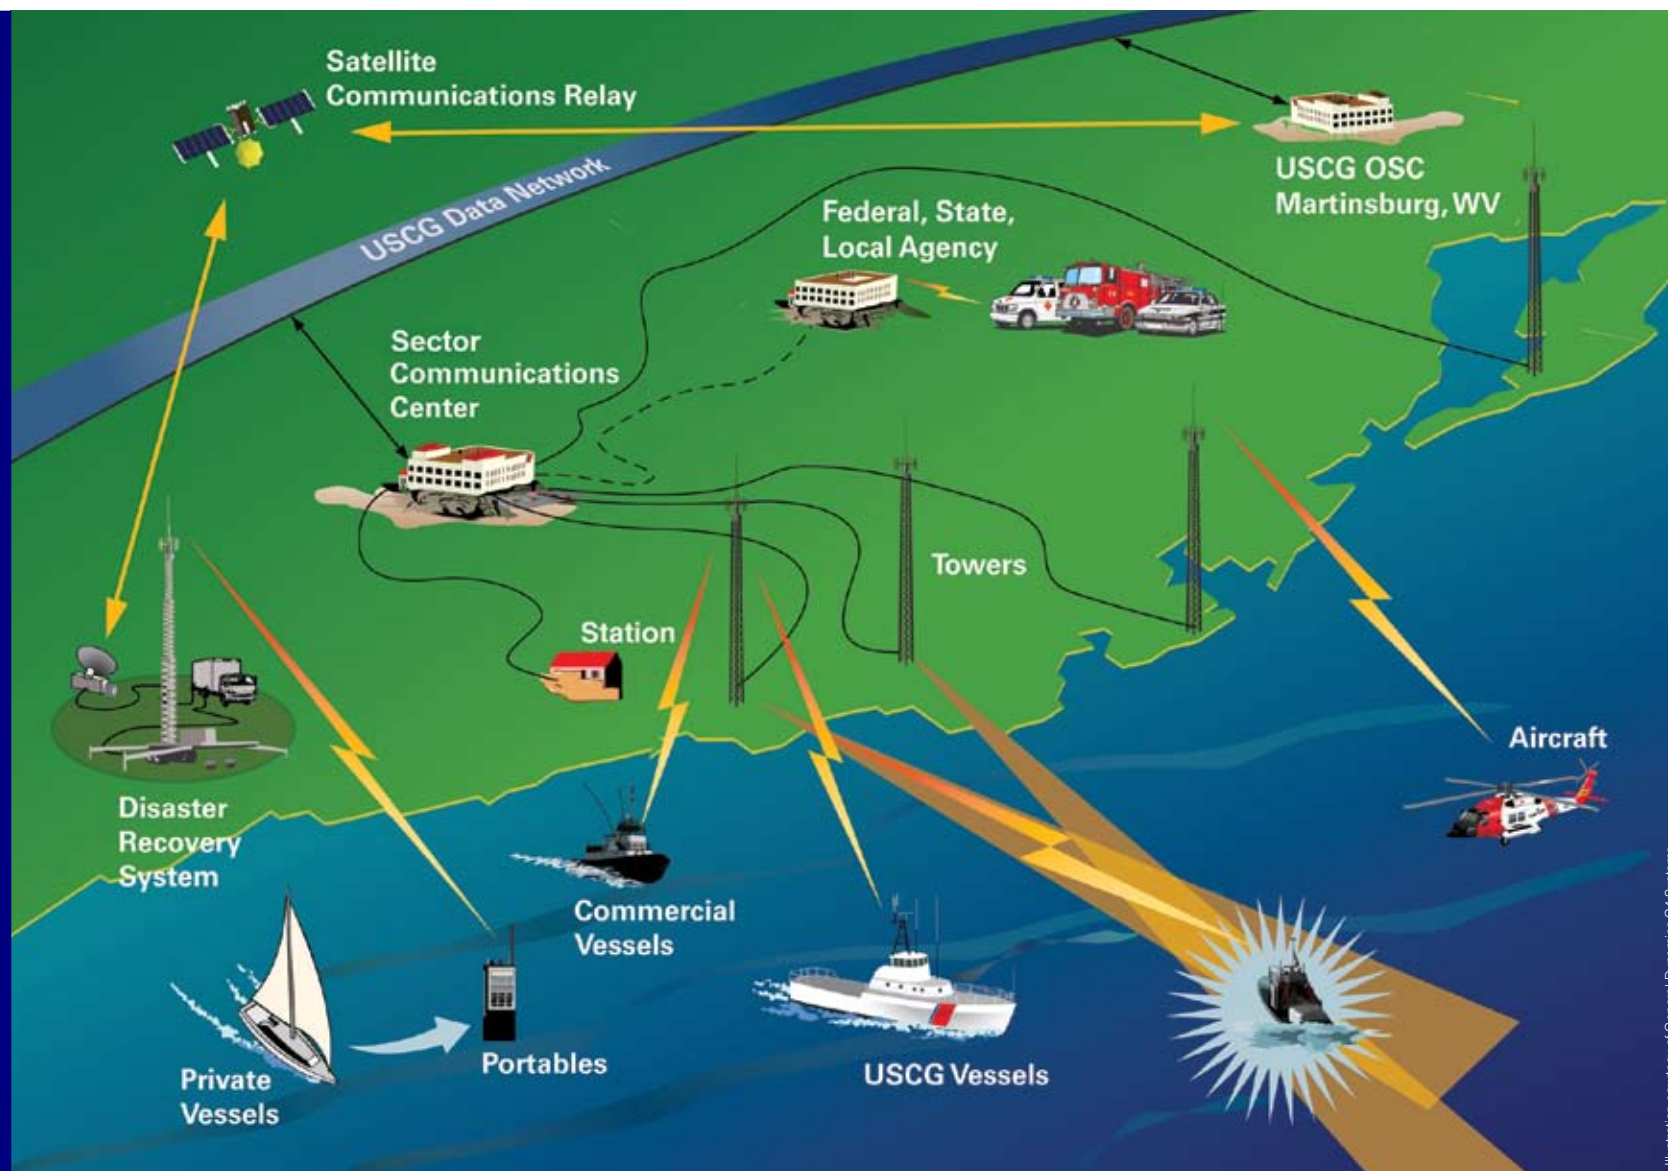 Satellite
Communications Relay
USCG Data Network
USCG OSC
Martinsburg, WV
Federal, State,
Local Agency
Sector
Communications
Center
Towers
Station
Aircraft
Disaster
Recovery
System
Commercial
Vessels
Portables
USCG Vessels
Private
Vessels